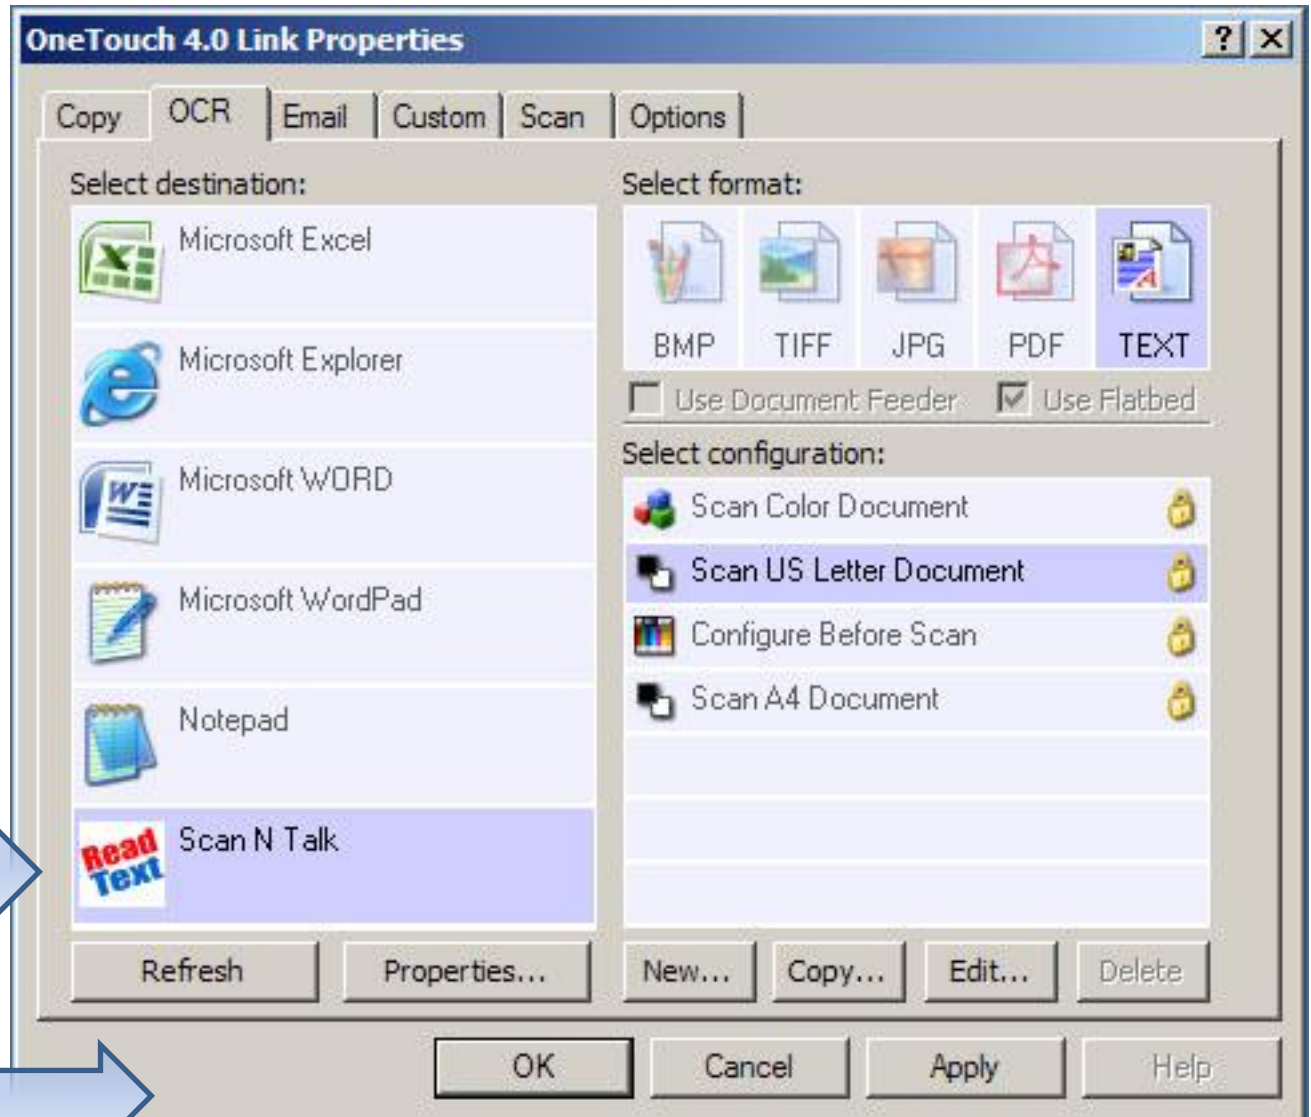 OneTouch 4.0 Link Properties
? X
Copy OCR Email Custom Scan Options
Select destination:
Microsoft Excel
Microsoft Explorer
Microsoft WORD
Microsoft WordPad
Notepad
Read Text
Scan N Talk
Refresh Properties...
Select format:
BMP TIFF JPG PDF TEXT
Use Document Feeder Use Flatbed
Select configuration:
Scan Color Document
Scan US Letter Document
Configure Before Scan
Scan A4 Document
New... Copy... Edit... Delete
OK Cancel Apply Help